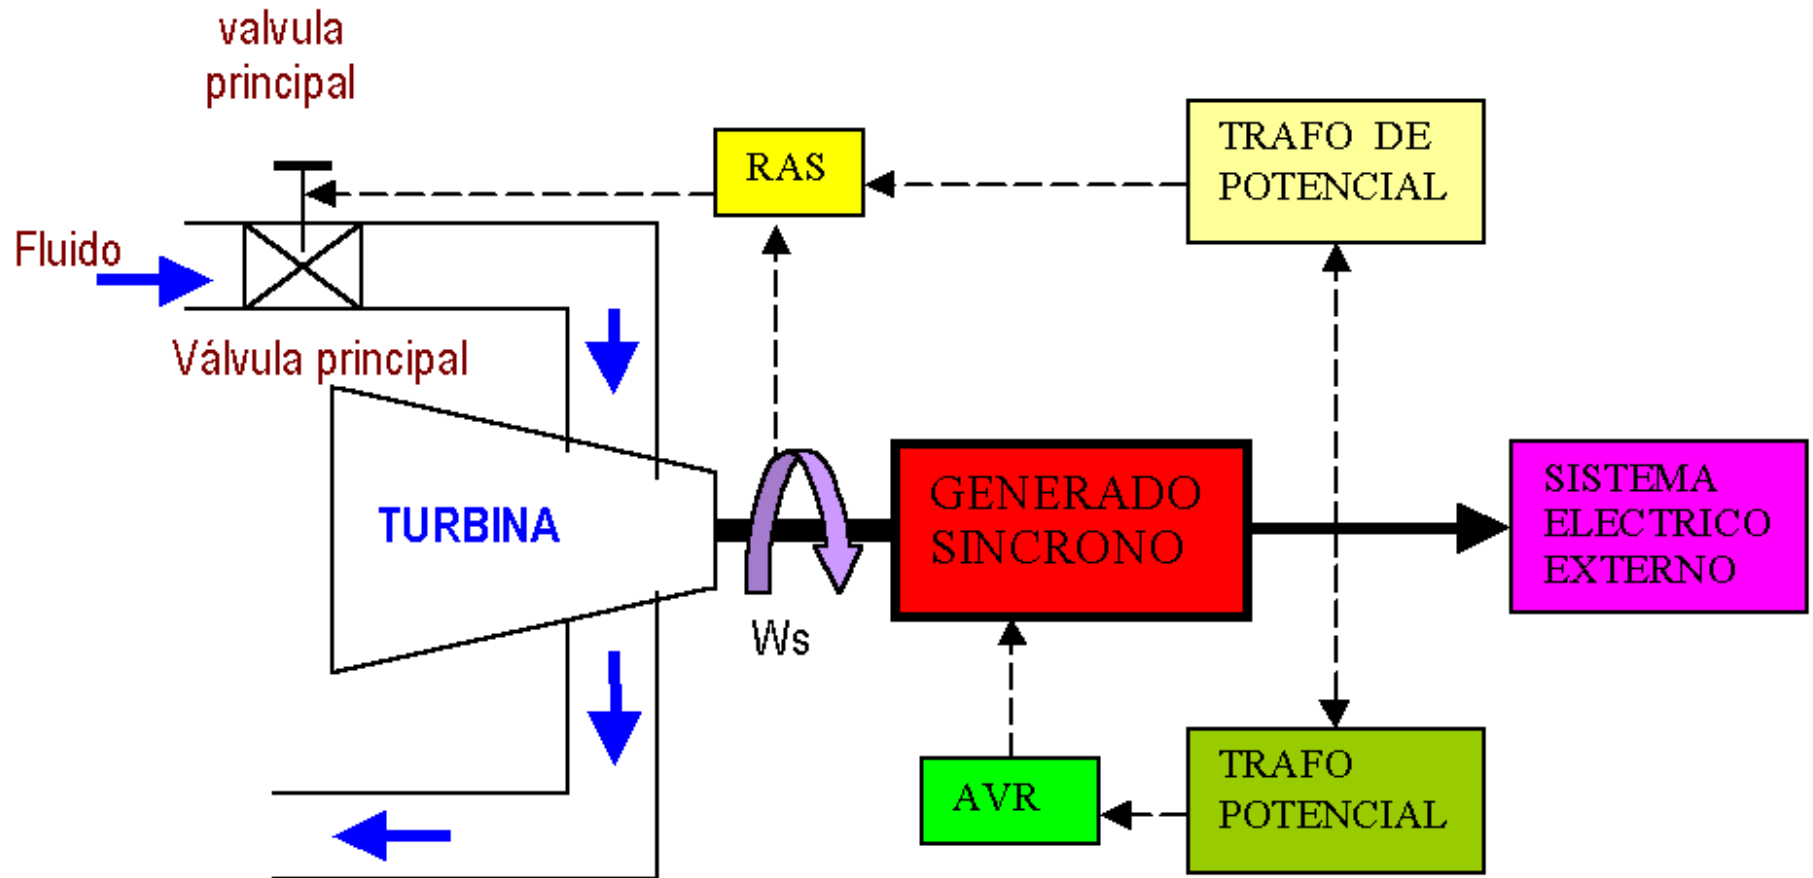 valvula
principal
RAS
TRAFO DE
POTENCIAL
Fluido
Válvula principal
TURBINA
GENERADO
SINCRONO
SISTEMA
ELECTRICO
EXTERNO
Ws
AVR
TRAFO
POTENCIAL